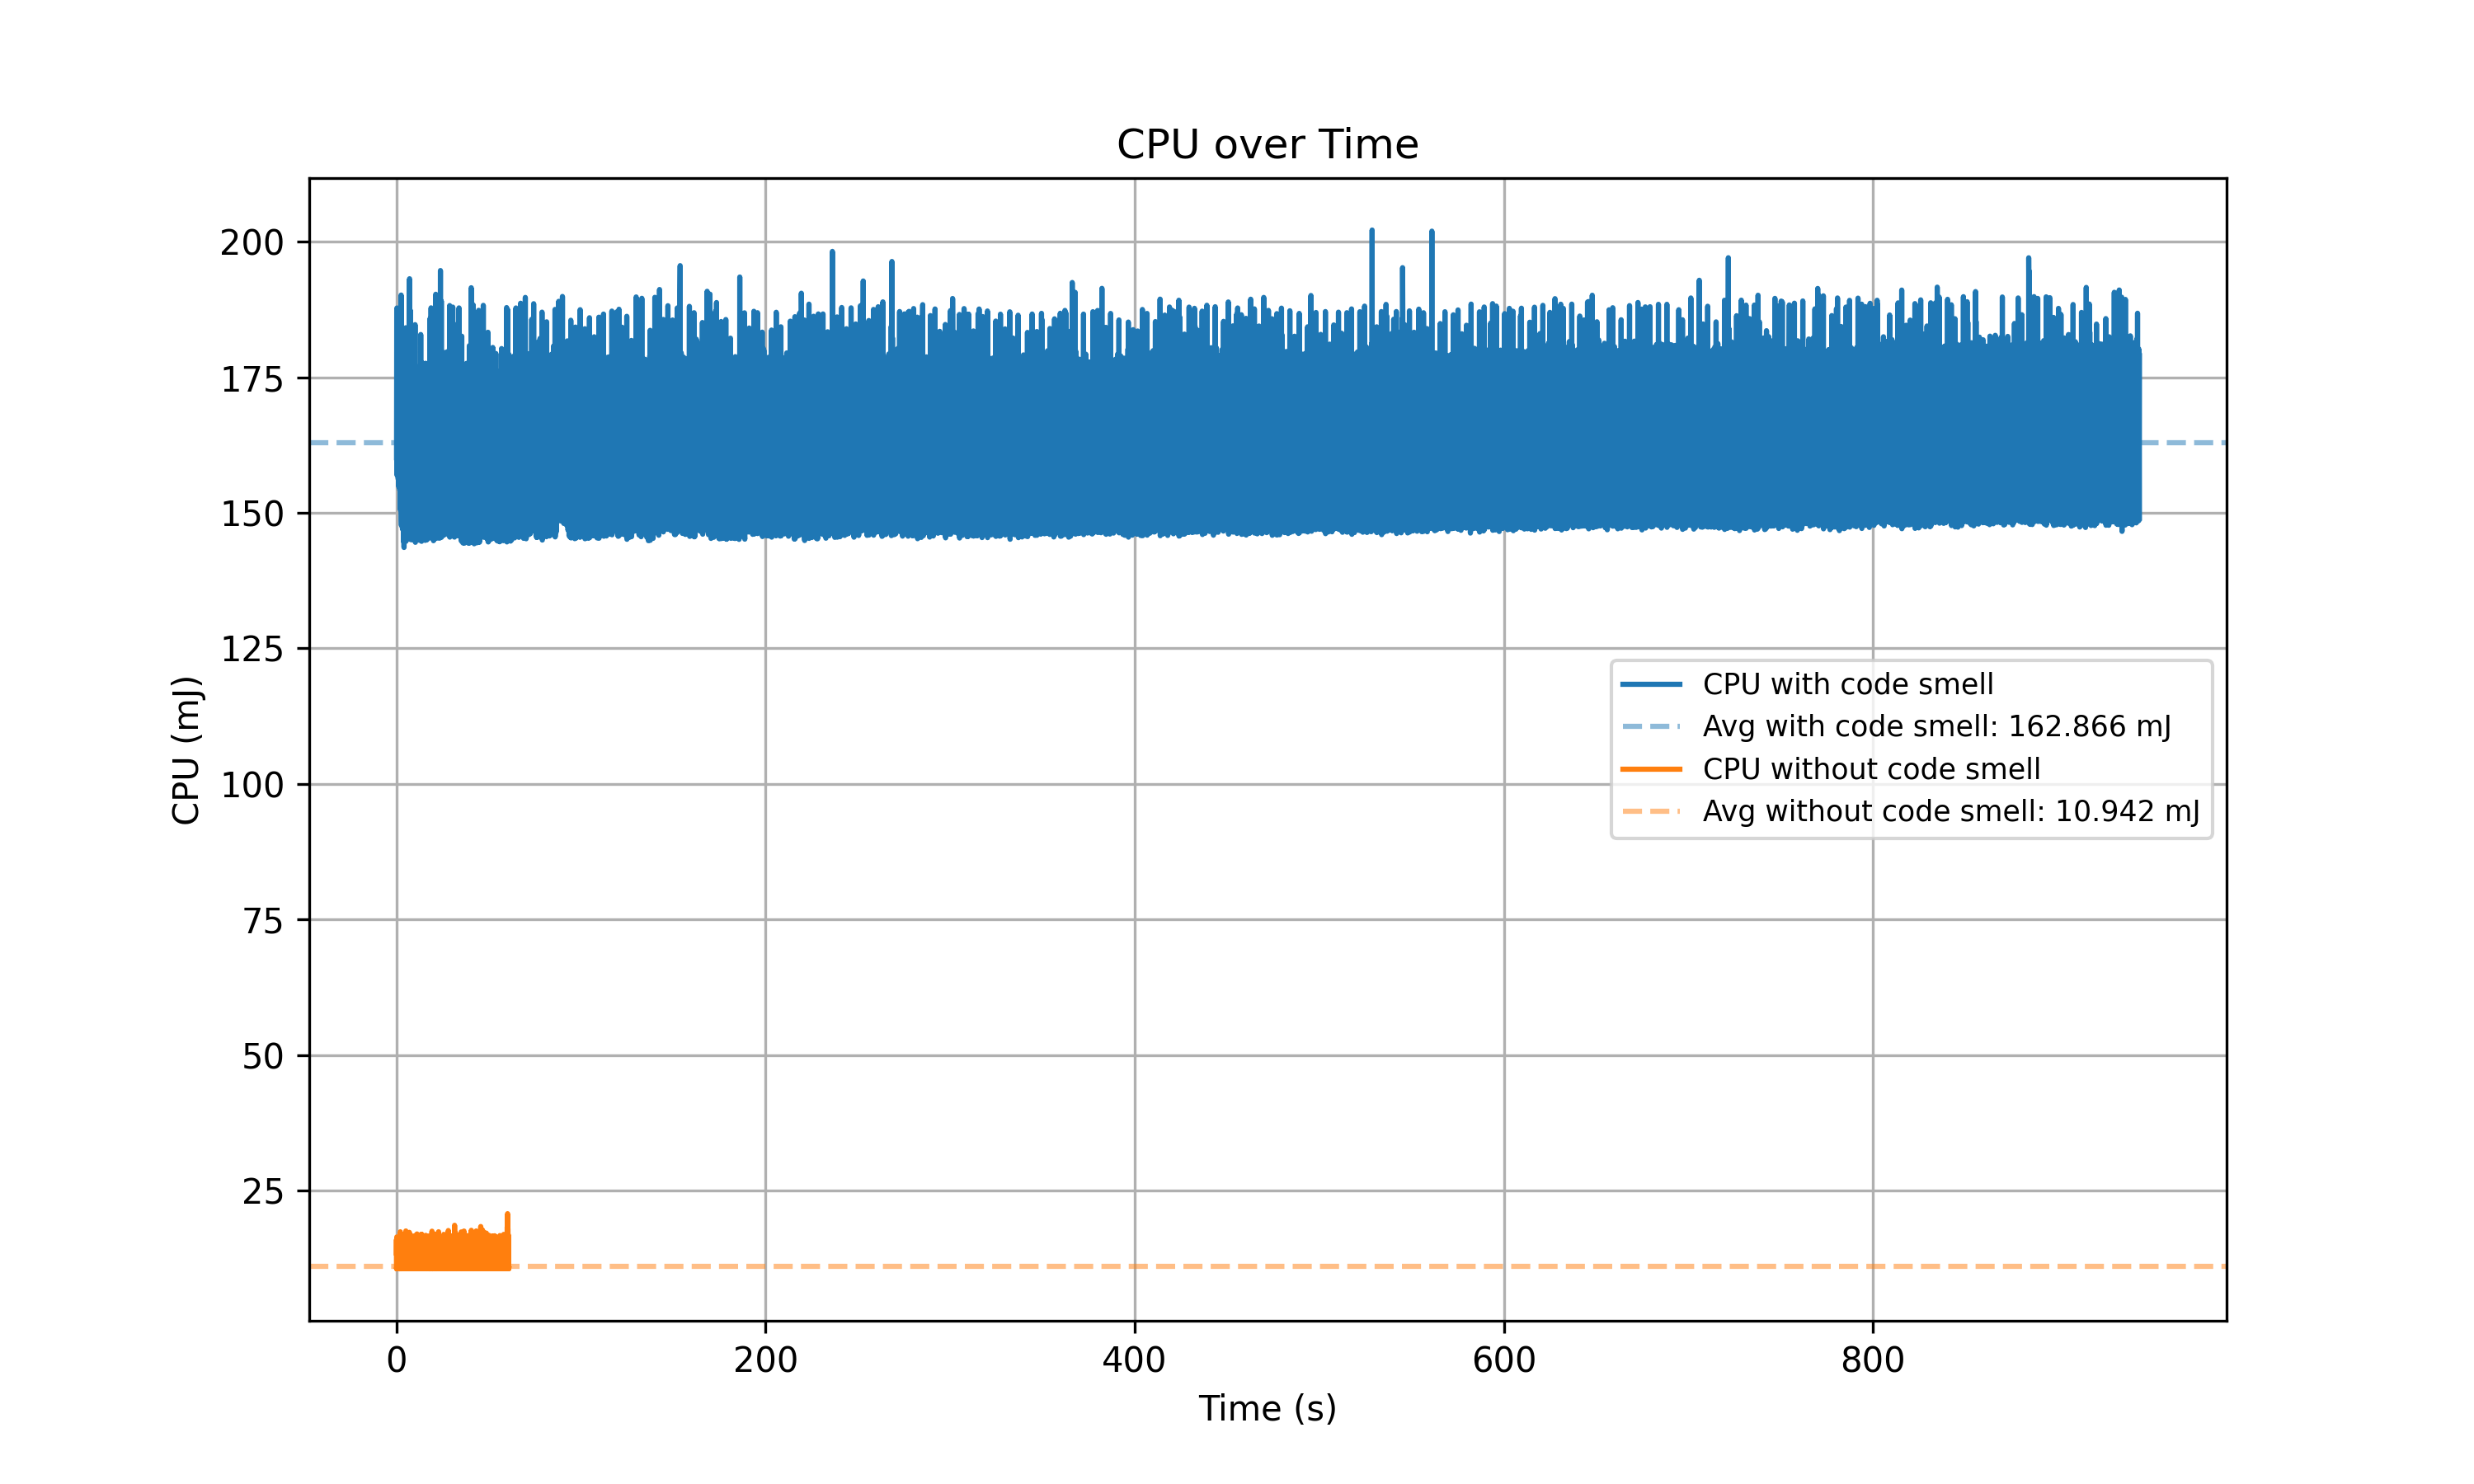 CPU over Time
200
175
150
125
100
75
50
25
CPU (mJ)
CPU with code smell
Avg with code smell: 162.866 mJ
CPU without code smell
Avg without code smell: 10.942 mJ
0 200 400 600 800
Time (s)